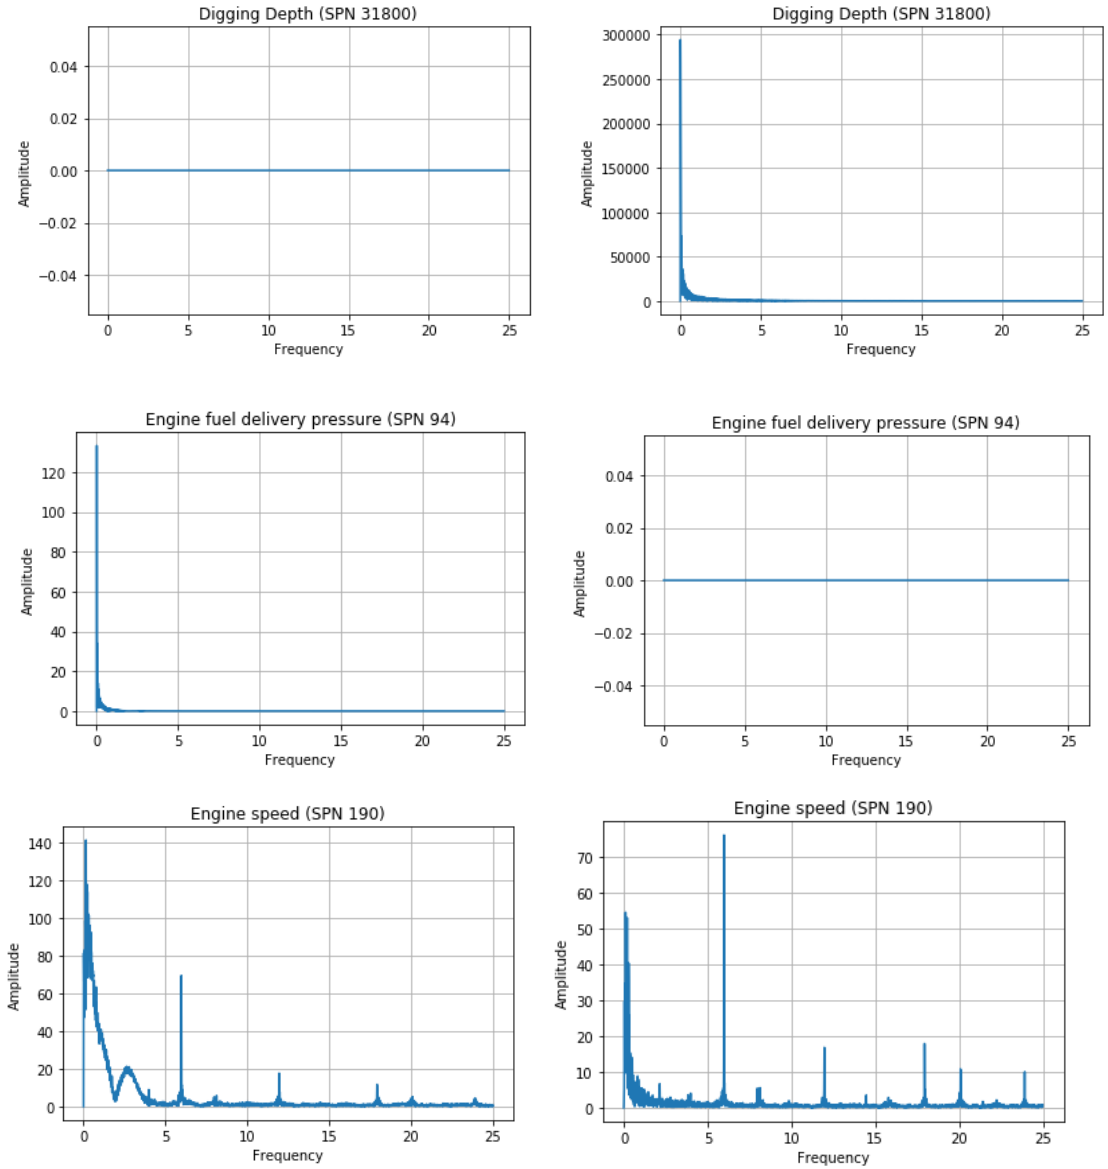 Digging Depth (SPN 31800)
0.04
0.02
0.00
−0.02
−0.04
Amplitude
0 5 10 15 20 25
Frequency
Digging Depth (SPN 31800)
300000
250000
200000
150000
100000
50000
0
Amplitude
0 5 10 15 20 25
Frequency
Engine fuel delivery pressure (SPN 94)
120
100
80
60
40
20
0
Amplitude
0 5 10 15 20 25
Frequency
Engine fuel delivery pressure (SPN 94)
0.04
0.02
0.00
−0.02
−0.04
Amplitude
0 5 10 15 20 25
Frequency
Engine speed (SPN 190)
140
120
100
80
60
40
20
0
Amplitude
0 5 10 15 20 25
Frequency
Engine speed (SPN 190)
70
60
50
40
30
20
10
0
Amplitude
0 5 10 15 20 25
Frequency